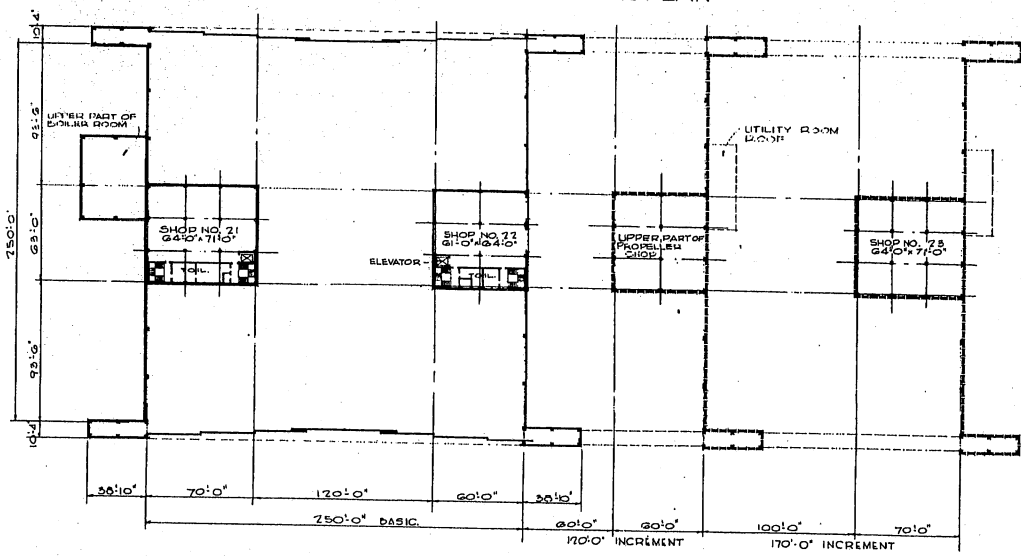 10'-4"
UPPER PART OF
BOILER ROOM
93'-6"
UTILITY ROOM
ROOF
250'-0"
63'-0"
SHOP NO. 21
64'-0" x 71'-0"
SHOP NO. 22
61'-0" x 64'-0"
UPPER PART OF
PROPELLER
SHOP
SHOP NO. 23
64'-0" x 71'-0"
ELEVATOR
TOIL.
TOIL.
93'-6"
10'-4"
38'-10"
70'-0"
120'-0"
60'-0"
38'-10"
250'-0" BASIC.
60'-0"
60'-0"
100'-0"
70'-0"
120'-0" INCREMENT
170'-0" INCREMENT